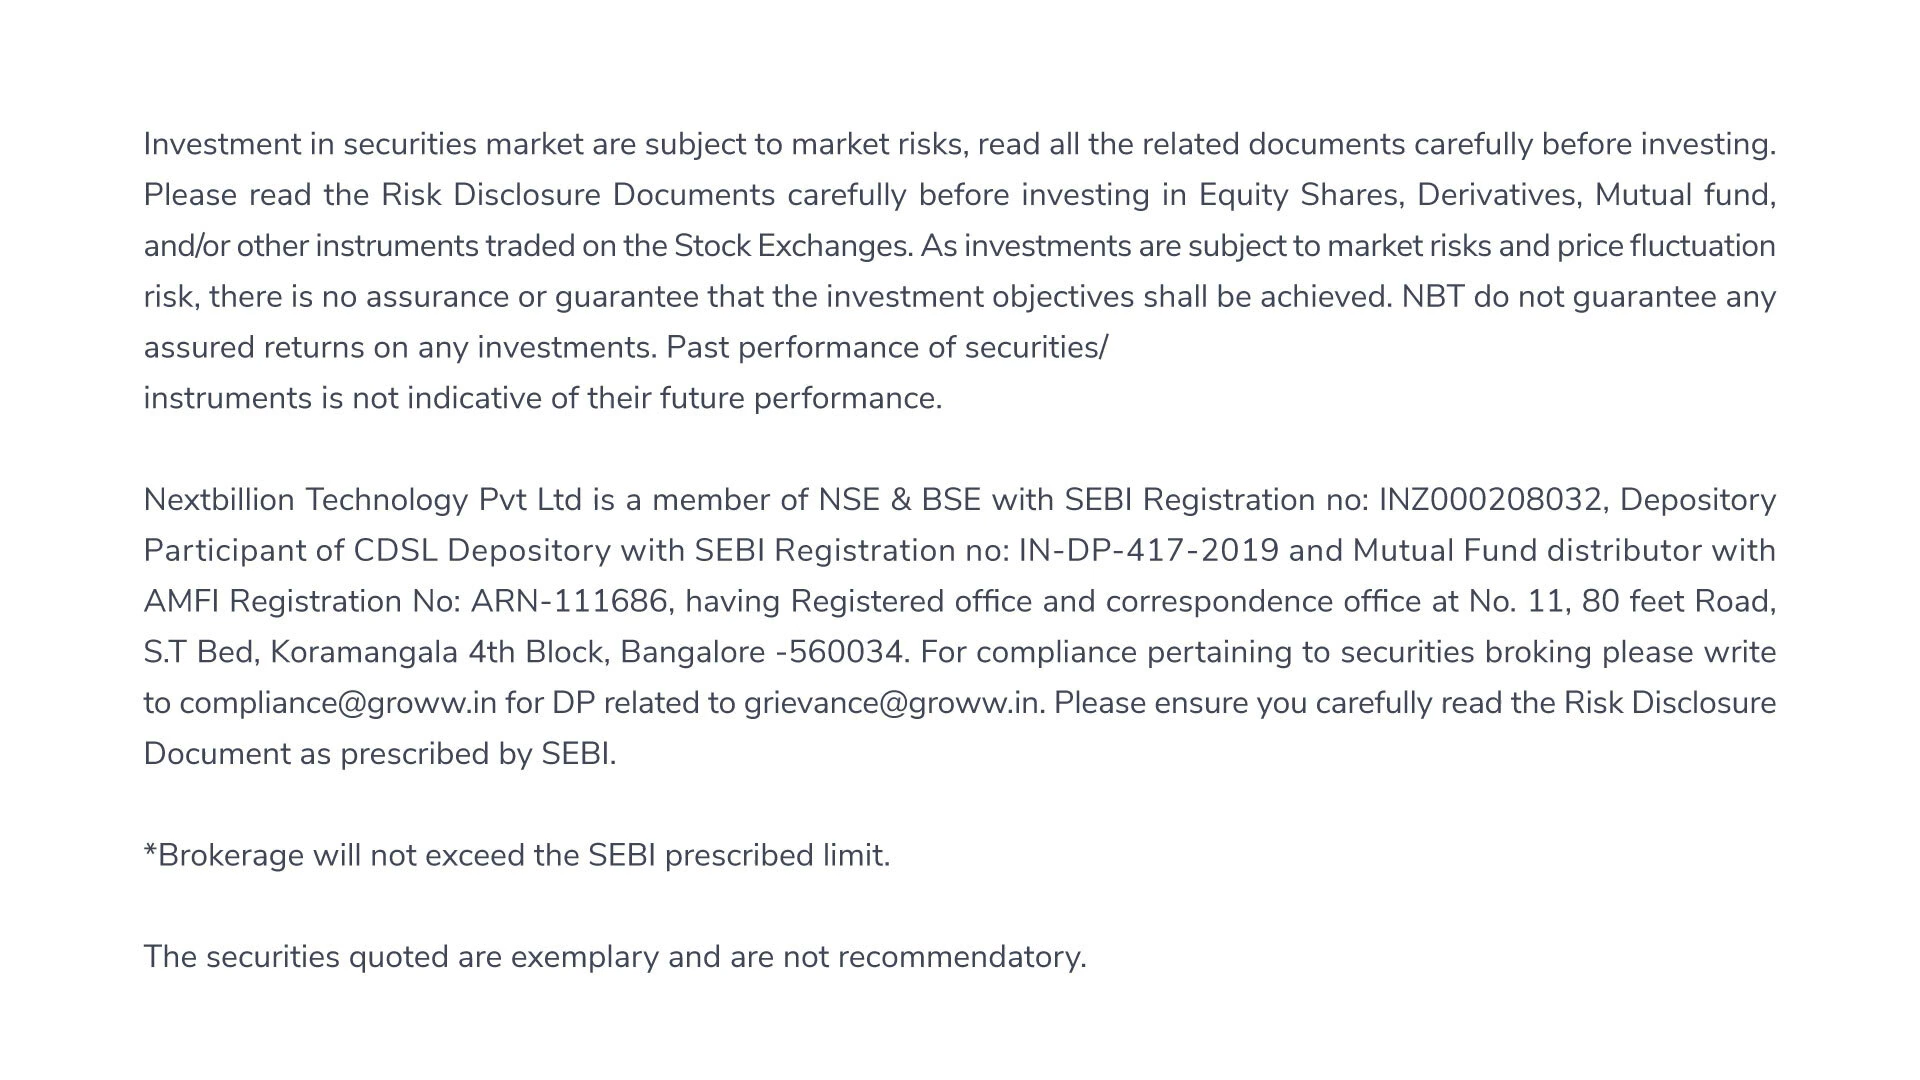 Investment in securities market are subject to market risks, read all the related documents carefully before investing.
Please read the Risk Disclosure Documents carefully before investing in Equity Shares, Derivatives, Mutual fund,
and/or other instruments traded on the Stock Exchanges. As investments are subject to market risks and price fluctuation
risk, there is no assurance or guarantee that the investment objectives shall be achieved. NBT do not guarantee any
assured returns on any investments. Past performance of securities/
instruments is not indicative of their future performance.
Nextbillion Technology Pvt Ltd is a member of NSE & BSE with SEBI Registration no: INZ000208032, Depository
Participant of CDSL Depository with SEBI Registration no: IN-DP-417-2019 and Mutual Fund distributor with
AMFI Registration No: ARN-111686, having Registered office and correspondence office at No. 11, 80 feet Road,
S.T Bed, Koramangala 4th Block, Bangalore -560034. For compliance pertaining to securities broking please write
to compliance@groww.in for DP related to grievance@groww.in. Please ensure you carefully read the Risk Disclosure
Document as prescribed by SEBI.
*Brokerage will not exceed the SEBI prescribed limit.
The securities quoted are exemplary and are not recommendatory.